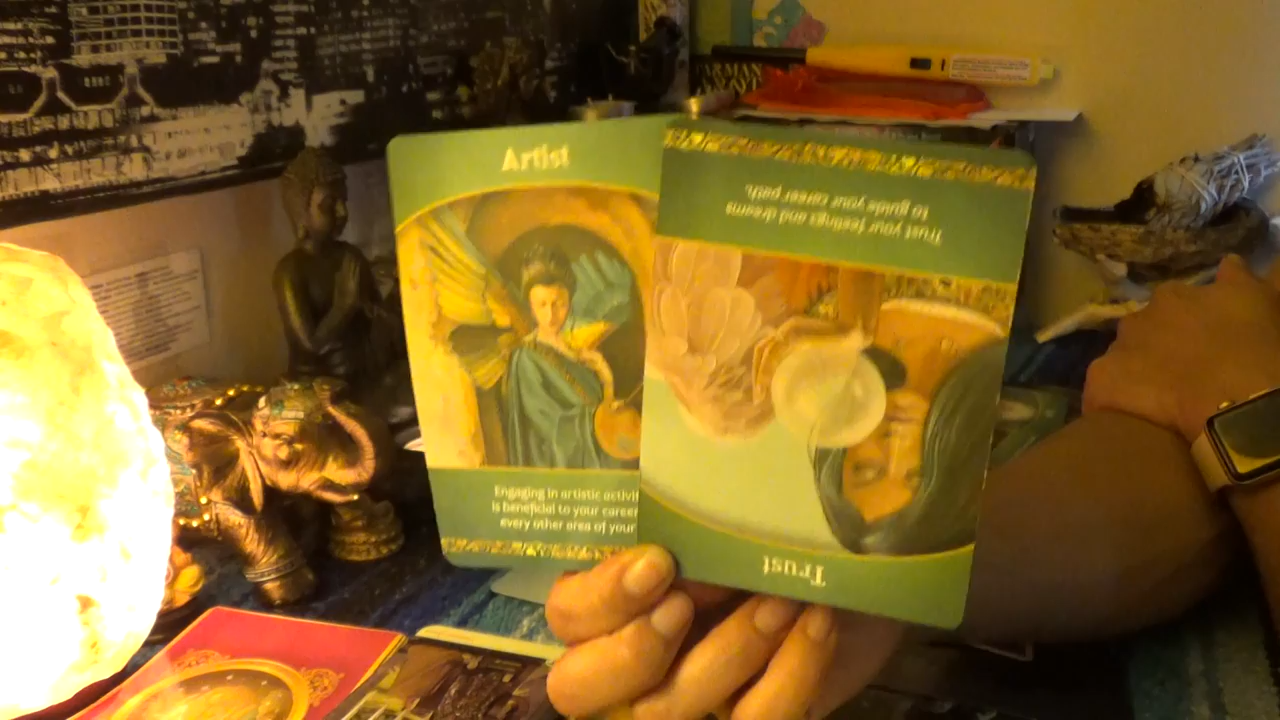 Artist
Engaging in artistic activi
is beneficial to your career
every other area of your
Trust
Trust your feelings and dreams
to guide your career path.